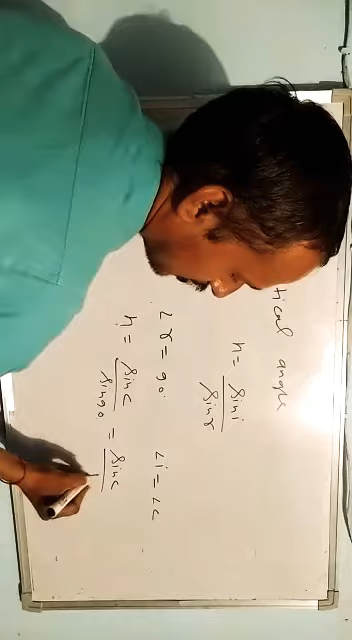 tical angle
n = sin i / sin r
∠r = 90° ∠i = ∠c
n = sin c / sin 90 = sin c /